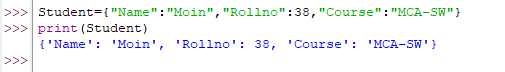 >>> Student={"Name":"Moin","Rollno":38,"Course":"MCA-SW"}
>>> print(Student)
{'Name': 'Moin', 'Rollno': 38, 'Course': 'MCA-SW'}
>>>